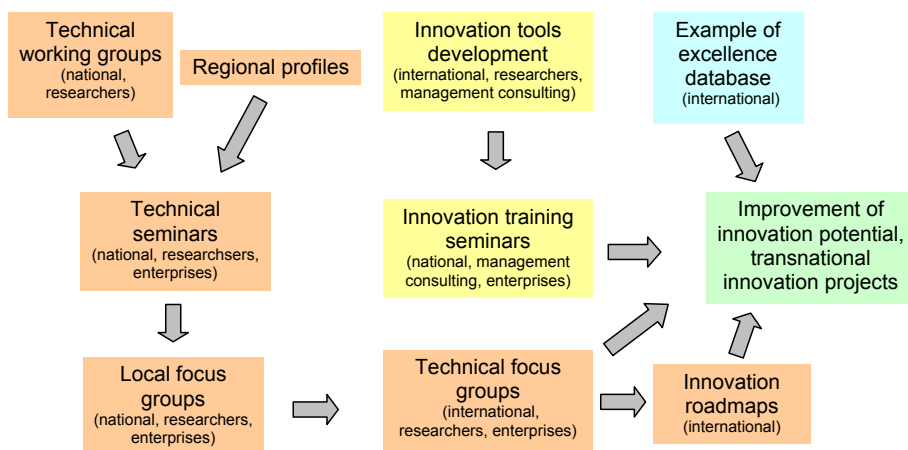 Technical
working groups
(national,
researchers)
Regional profiles
Innovation tools
development
(international, researchers,
management consulting)
Example of
excellence
database
(international)
Technical
seminars
(national, researchsers,
enterprises)
Innovation training
seminars
(national, management
consulting, enterprises)
Improvement of
innovation potential,
transnational
innovation projects
Local focus
groups
(national, researchers,
enterprises)
Technical focus
groups
(international,
researchers, enterprises)
Innovation
roadmaps
(international)